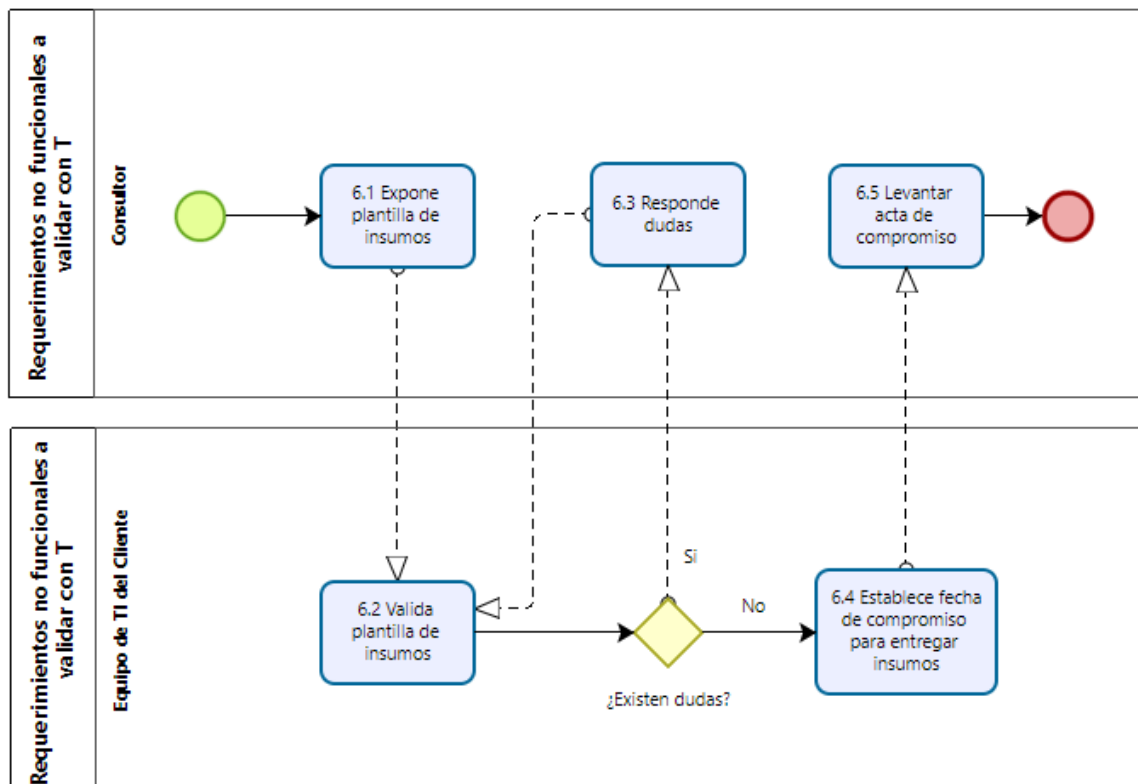 Requerimientos no funcionales a
validar con T
Consultor
6.1 Expone
plantilla de
insumos
6.3 Responde
dudas
6.5 Levantar
acta de
compromiso
Requerimientos no funcionales a
validar con T
Equipo de TI del Cliente
6.2 Valida
plantilla de
insumos
Si
No
¿Existen dudas?
6.4 Establece fecha
de compromiso
para entregar
insumos